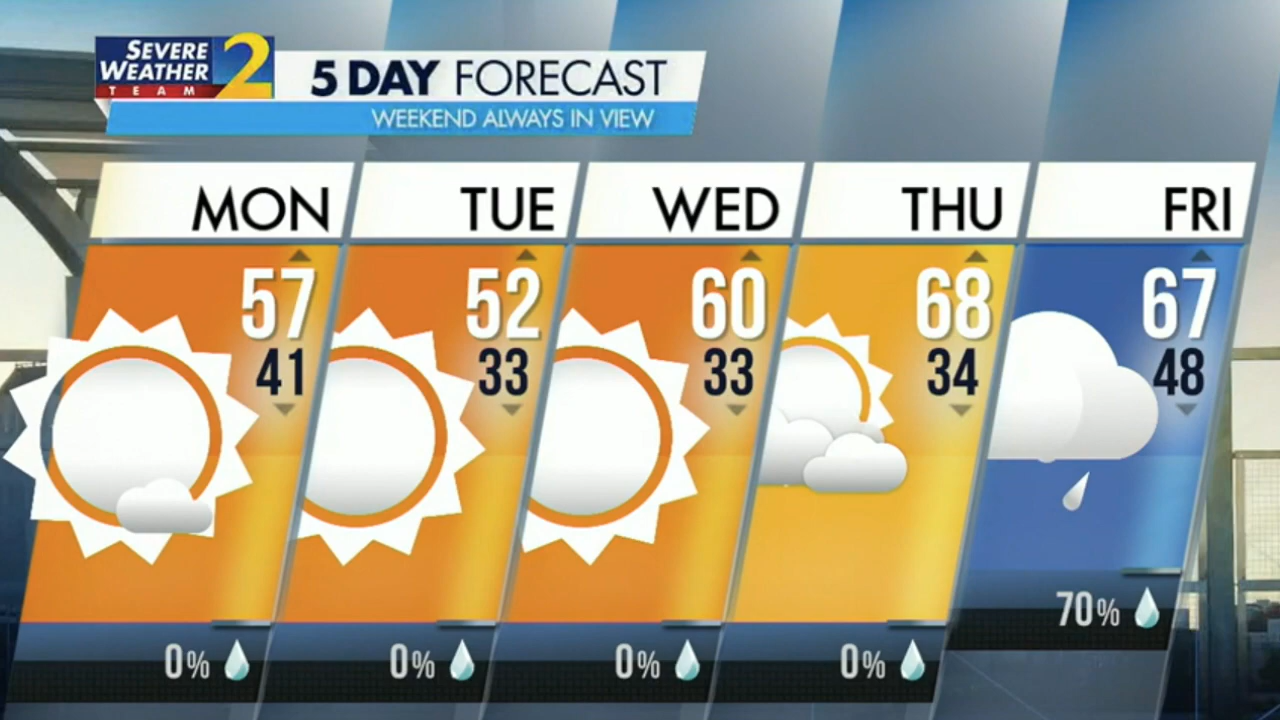 SEVERE
WEATHER 2
TEAM
5 DAY FORECAST
WEEKEND ALWAYS IN VIEW
MON TUE WED THU FRI
57 52 60 68 67
41 33 33 34 48
70%
0% 0% 0% 0%